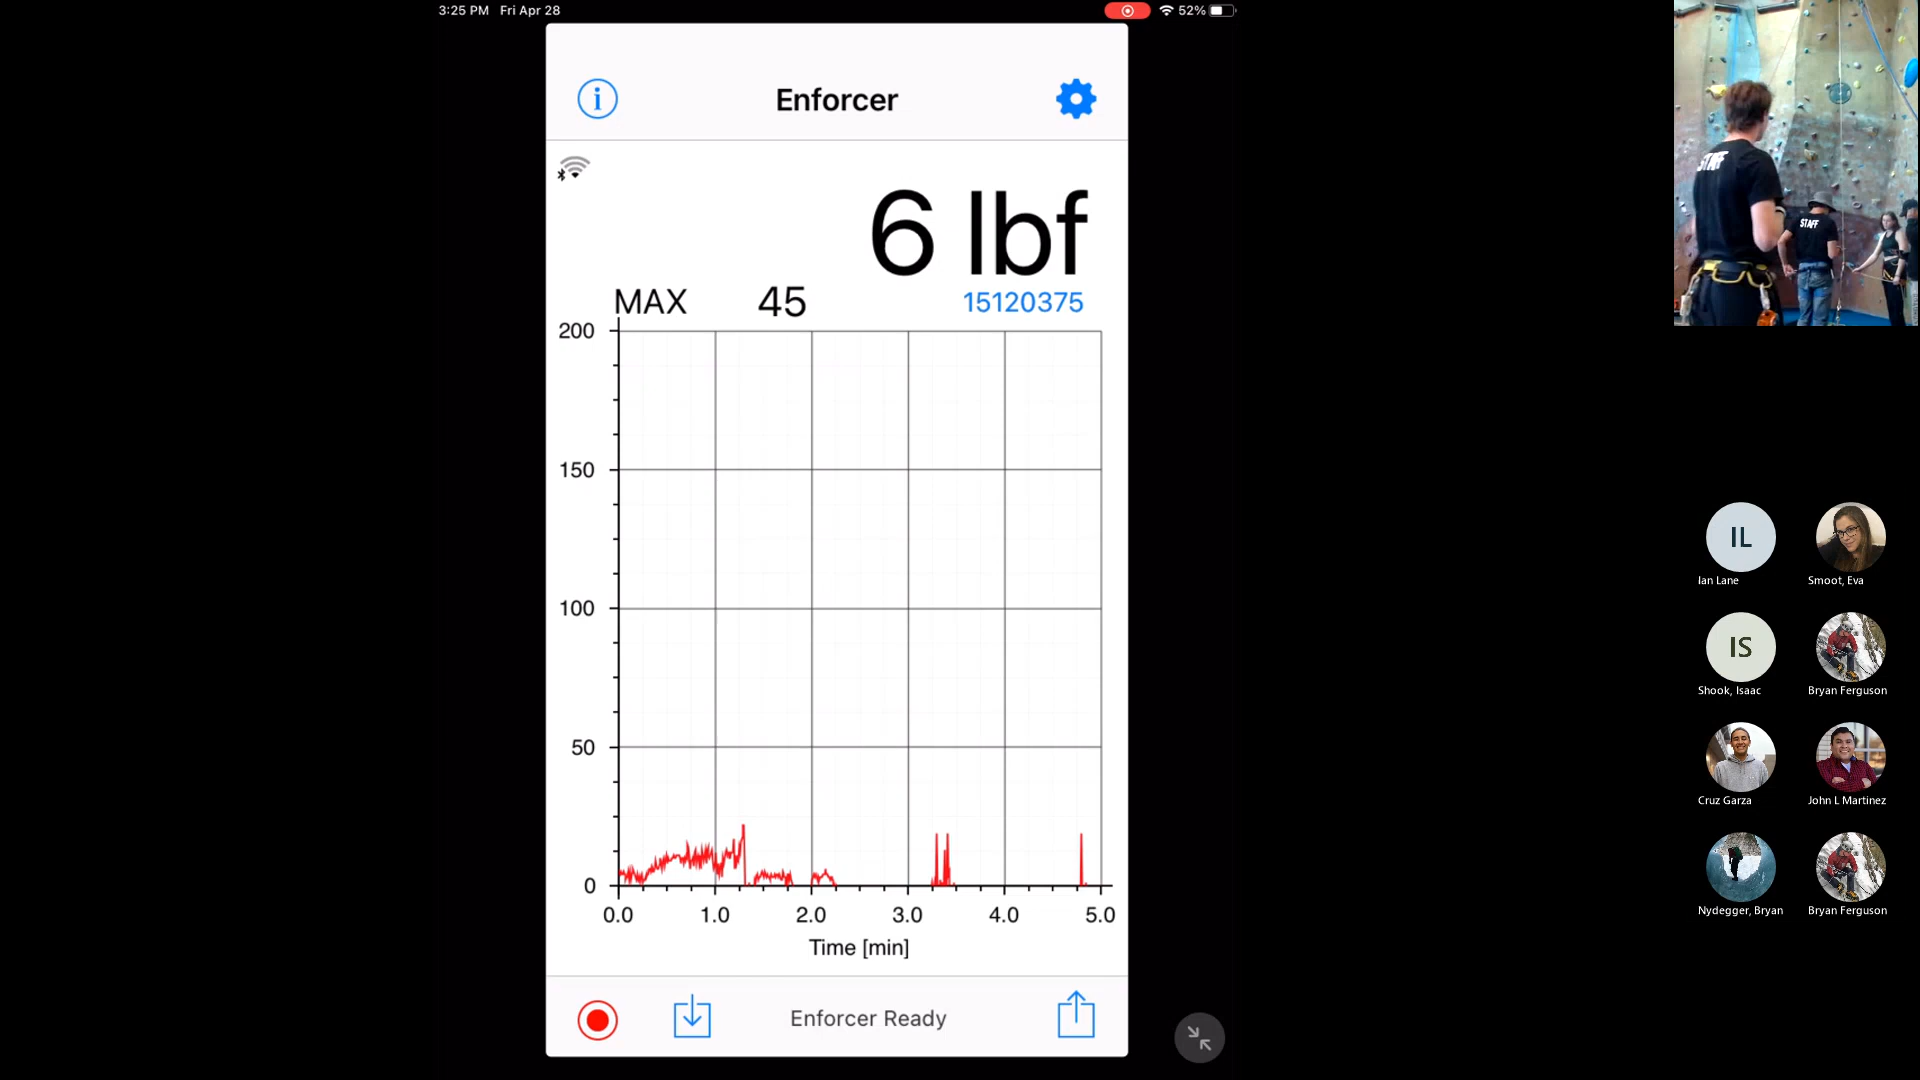 3:25 PM Fri Apr 28
52%
Enforcer
6 lbf
MAX 45 15120375
200
150
100
50
0
0.0 1.0 2.0 3.0 4.0 5.0
Time [min]
Enforcer Ready
STAFF
STAFF
IL
Ian Lane Smoot, Eva
IS
Shook, Isaac Bryan Ferguson
Cruz Garza John L Martinez
Nydegger, Bryan Bryan Ferguson